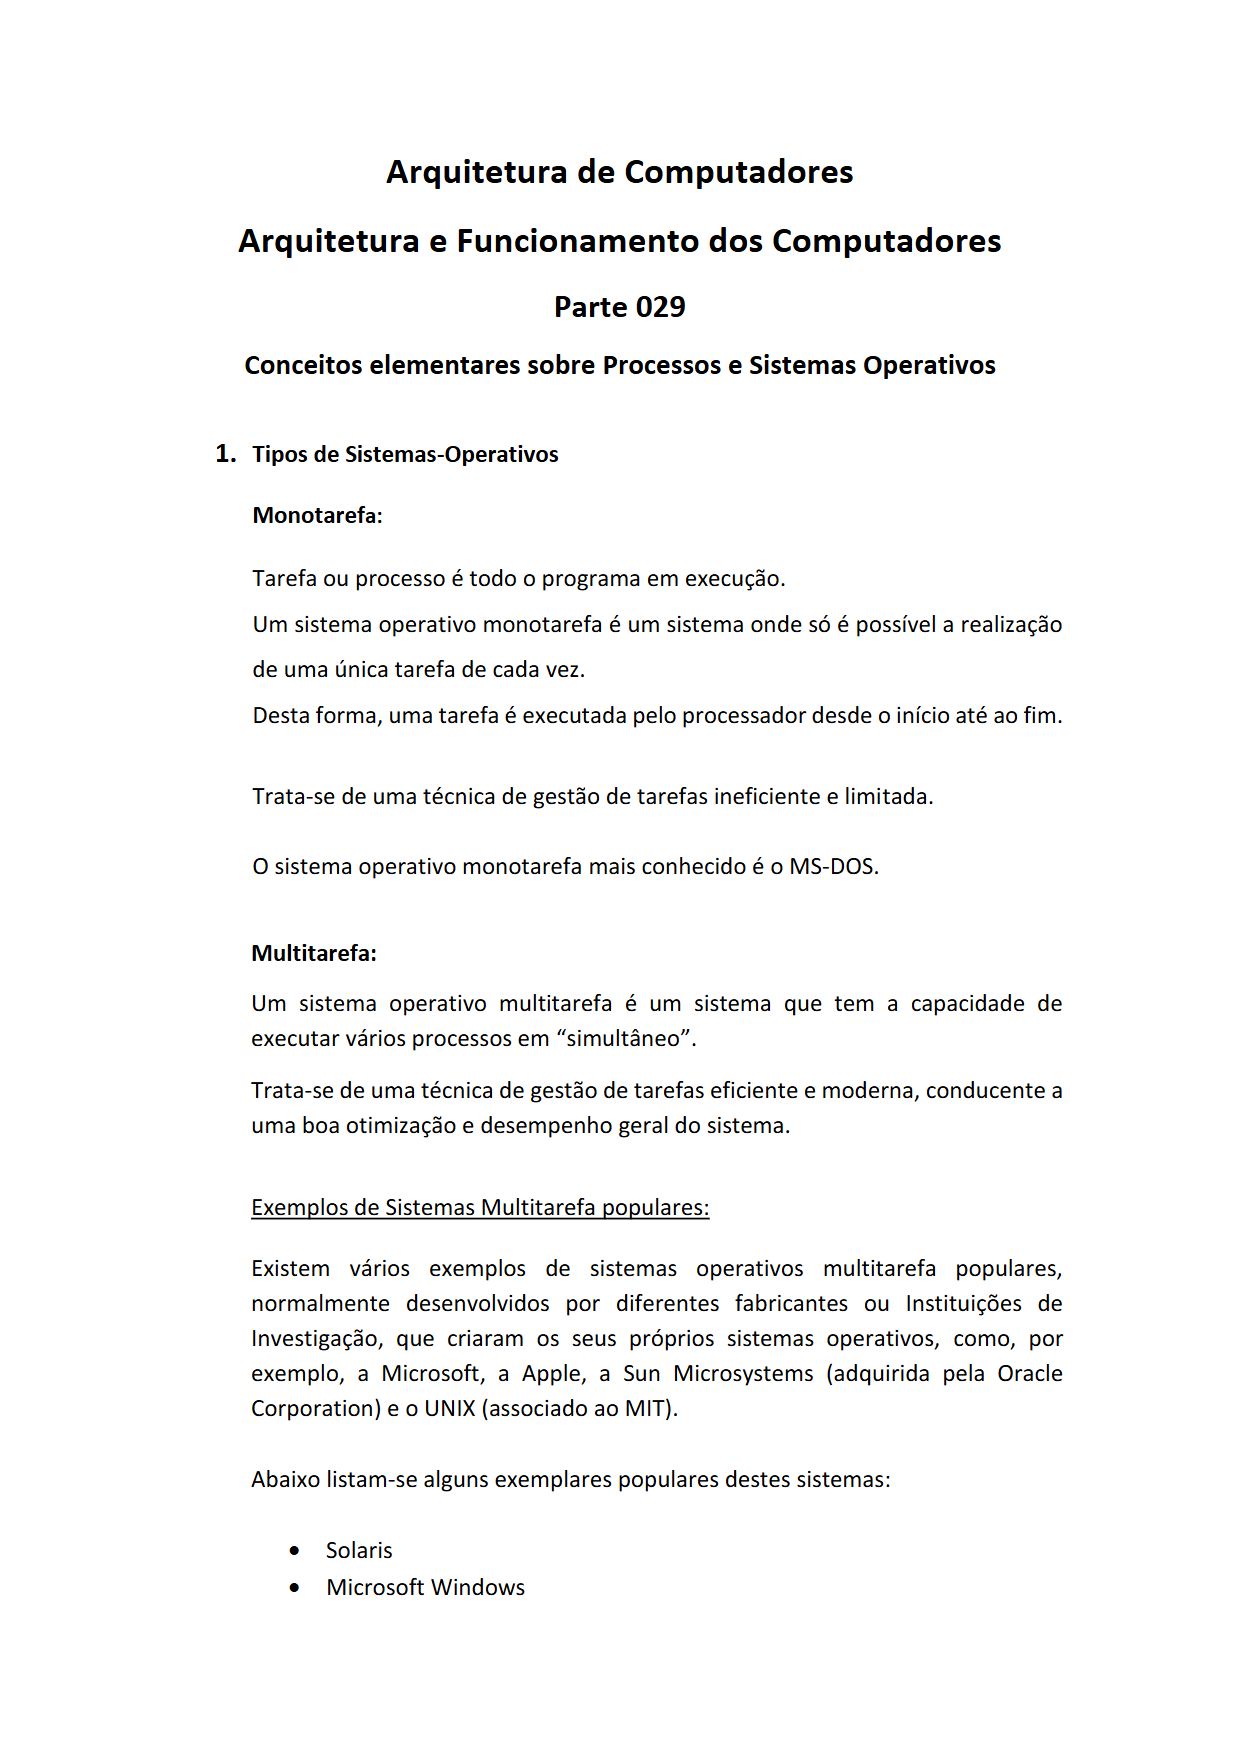 Arquitetura de Computadores
Arquitetura e Funcionamento dos Computadores
Parte 029
Conceitos elementares sobre Processos e Sistemas Operativos
1. Tipos de Sistemas-Operativos
Monotarefa:
Tarefa ou processo é todo o programa em execução.
Um sistema operativo monotarefa é um sistema onde só é possível a realização
de uma única tarefa de cada vez.
Desta forma, uma tarefa é executada pelo processador desde o início até ao fim.
Trata-se de uma técnica de gestão de tarefas ineficiente e limitada.
O sistema operativo monotarefa mais conhecido é o MS-DOS.
Multitarefa:
Um sistema operativo multitarefa é um sistema que tem a capacidade de
executar vários processos em “simultâneo”.
Trata-se de uma técnica de gestão de tarefas eficiente e moderna, conducente a
uma boa otimização e desempenho geral do sistema.
Exemplos de Sistemas Multitarefa populares:
Existem vários exemplos de sistemas operativos multitarefa populares,
normalmente desenvolvidos por diferentes fabricantes ou Instituições de
Investigação, que criaram os seus próprios sistemas operativos, como, por
exemplo, a Microsoft, a Apple, a Sun Microsystems (adquirida pela Oracle
Corporation) e o UNIX (associado ao MIT).
Abaixo listam-se alguns exemplares populares destes sistemas:
• Solaris
• Microsoft Windows